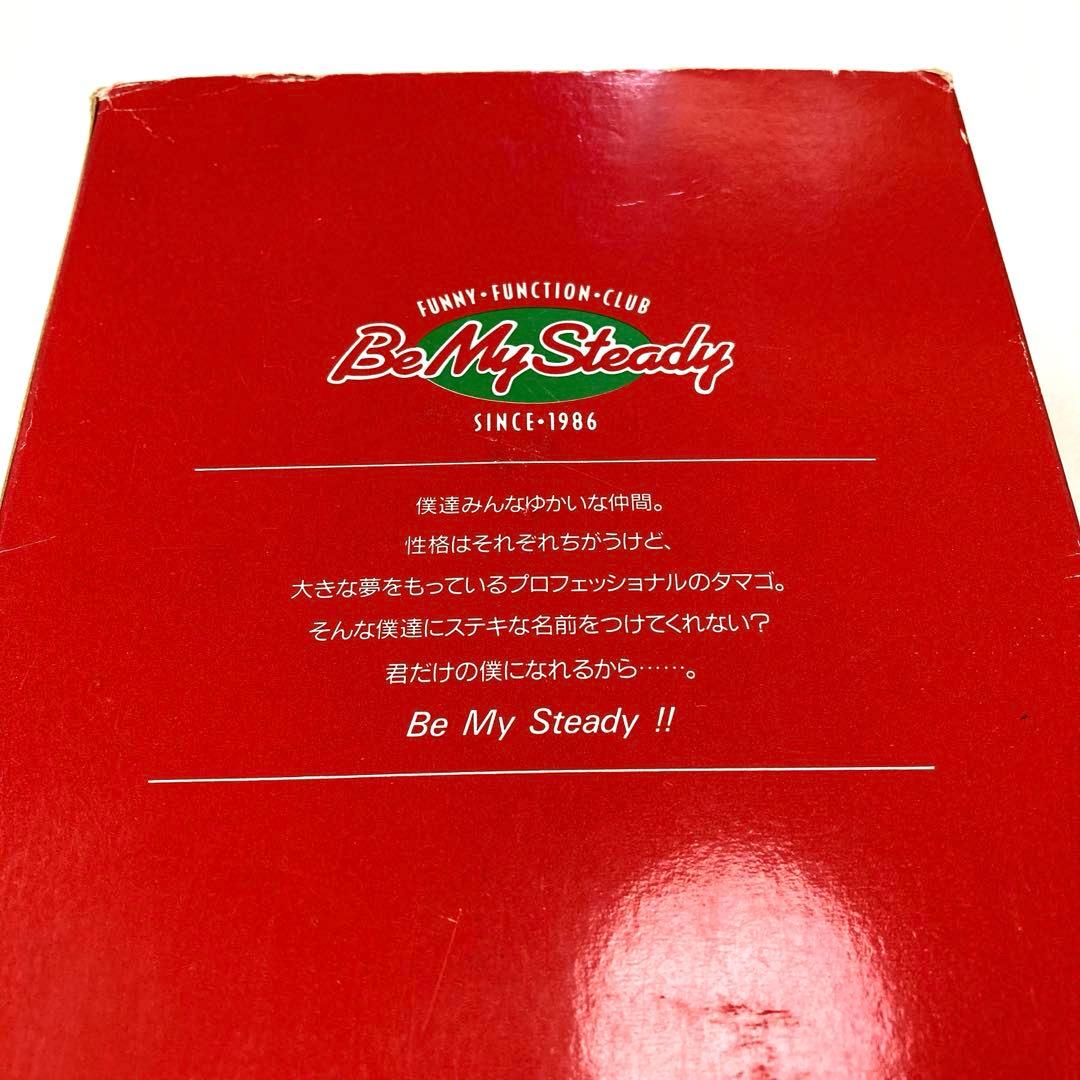 FUNNY・FUNCTION・CLUB
Be My Steady
SINCE・1986
僕達みんなゆかいな仲間。
性格はそれぞれちがうけど、
大きな夢をもっているプロフェッショナルのタマゴ。
そんな僕達にステキな名前をつけてくれない？
君だけの僕になれるから……。
Be My Steady !!